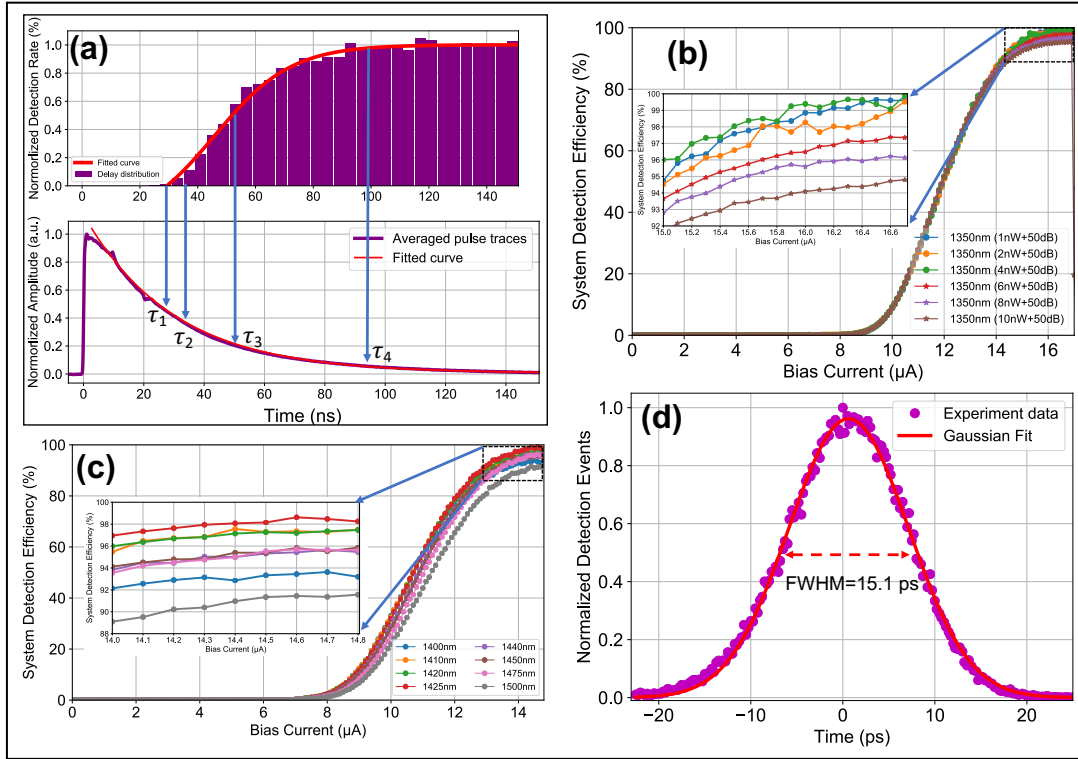 (a)
Normorlized Detection Rate (%)
1.0
0.8
0.6
0.4
0.2
0.0
Fitted curve
Delay distribution
0 20 40 60 80 100 120 140
Normorlized Amplitude (a.u.)
1.0
0.8
0.6
0.4
0.2
0.0
Averaged pulse traces
Fitted curve
τ1
τ2
τ3
τ4
0 20 40 60 80 100 120 140
Time (ns)
(b)
System Detection Efficiency (%)
100
80
60
40
20
0
System Detection Efficiency (%)
100
99
98
97
96
95
94
93
92
15.0 15.2 15.4 15.6 15.8 16.0 16.2 16.4 16.6
Bias Current (μA)
1350nm (1nW+50dB)
1350nm (2nW+50dB)
1350nm (4nW+50dB)
1350nm (6nW+50dB)
1350nm (8nW+50dB)
1350nm (10nW+50dB)
0 2 4 6 8 10 12 14 16
Bias Current (μA)
(c)
System Detection Efficiency (%)
100
80
60
40
20
0
System Detection Efficiency (%)
100
98
96
94
93
91
90
88
14.0 14.1 14.2 14.3 14.4 14.5 14.6 14.7 14.8
Bias Current (μA)
1400nm 1440nm
1410nm 1450nm
1420nm 1475nm
1425nm 1500nm
0 2 4 6 8 10 12 14
Bias Current (μA)
(d)
Normalized Detection Events
1.0
0.8
0.6
0.4
0.2
0.0
Experiment data
Gaussian Fit
FWHM=15.1 ps
−20 −10 0 10 20
Time (ps)